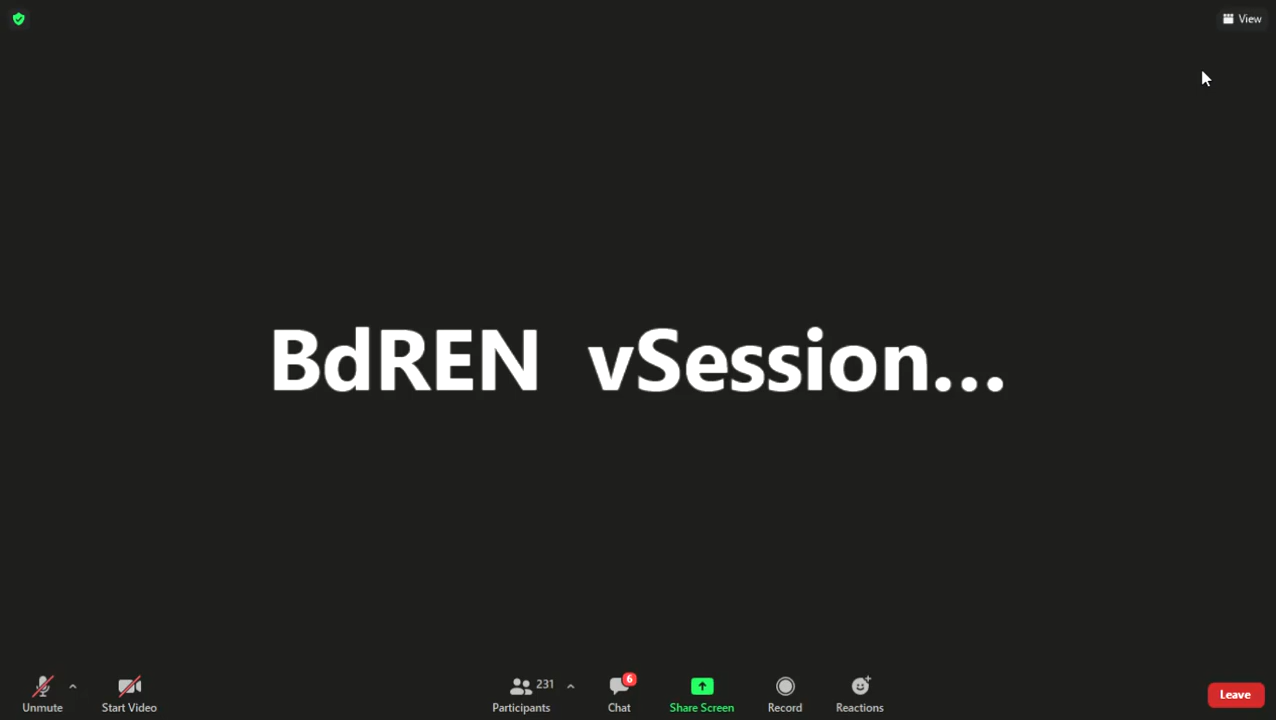 View
BdREN vSession...
Unmute
Start Video
231
Participants
6
Chat
Share Screen
Record
Reactions
Leave